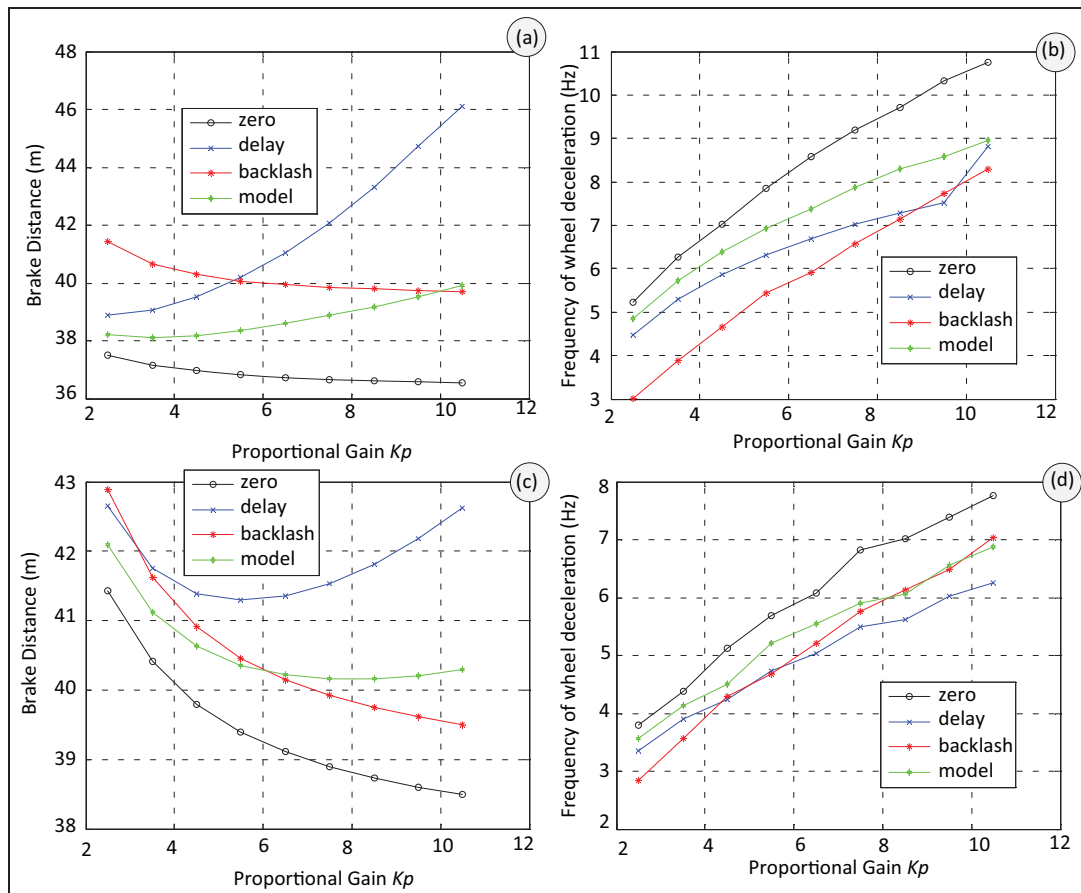 (a)
48
46
44
42
40
38
36
Brake Distance (m)
zero
delay
backlash
model
2 4 6 8 10 12
Proportional Gain Kp
(b)
11
10
9
8
7
6
5
4
3
Frequency of wheel deceleration (Hz)
zero
delay
backlash
model
2 4 6 8 10 12
Proportional Gain Kp
(c)
43
42
41
40
39
38
Brake Distance (m)
zero
delay
backlash
model
2 4 6 8 10 12
Proportional Gain Kp
(d)
8
7
6
5
4
3
2
Frequency of wheel deceleration (Hz)
zero
delay
backlash
model
2 4 6 8 10 12
Proportional Gain Kp